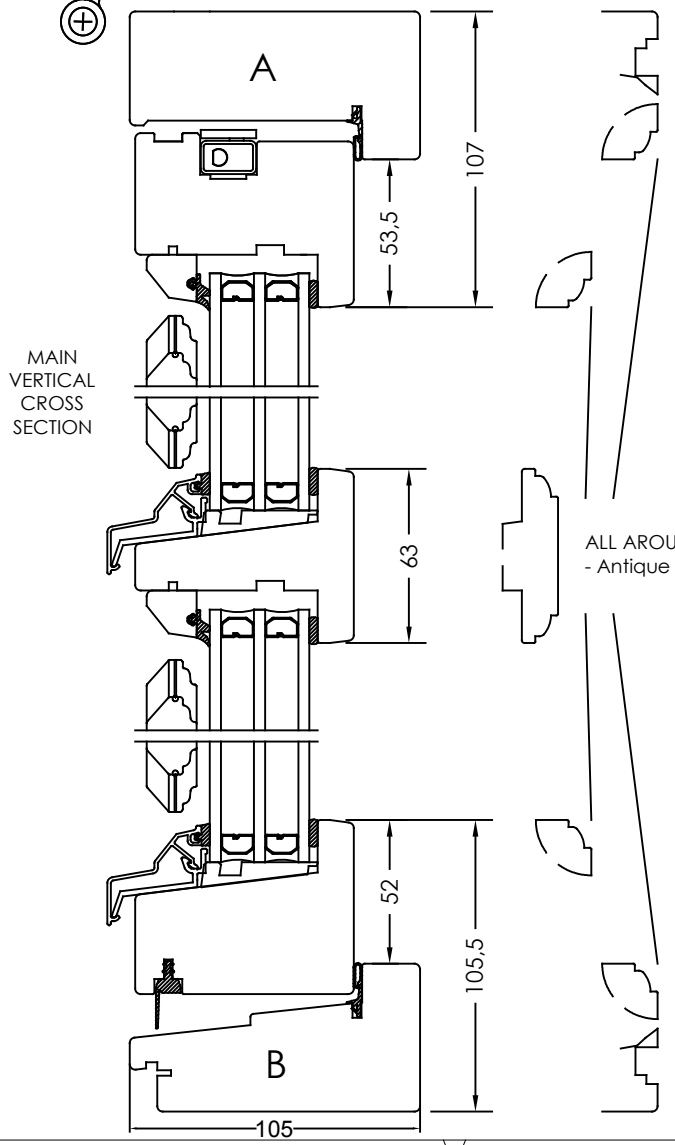 A
107
53,5
MAIN
VERTICAL
CROSS
SECTION
63
ALL AROU
- Antique
52
105,5
B
105